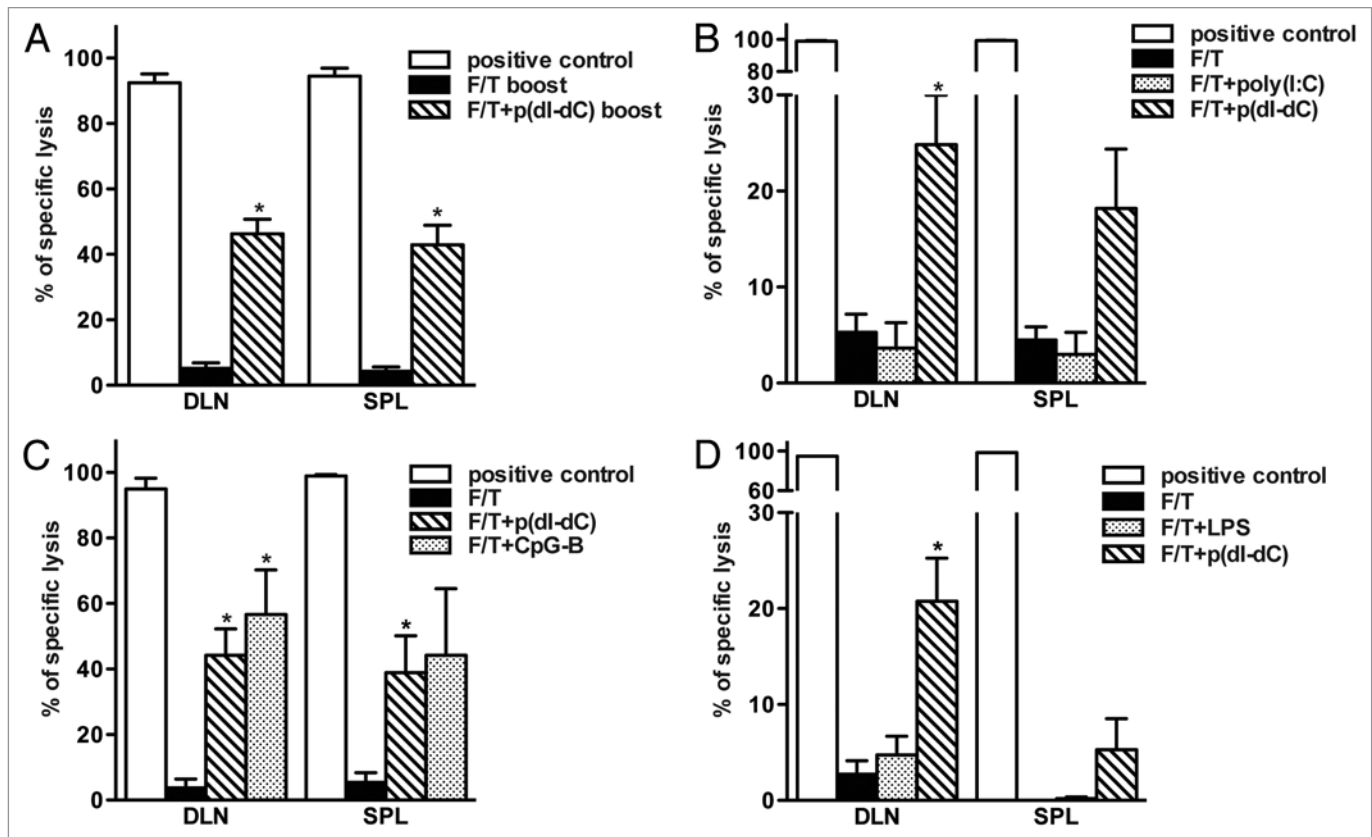 A
% of specific lysis
100
80
60
40
20
0
positive control
F/T boost
F/T+p(dI-dC) boost
*
*
DLN
SPL
B
% of specific lysis
100
80
30
20
10
0
positive control
F/T
F/T+poly(I:C)
F/T+p(dI-dC)
*
DLN
SPL
C
% of specific lysis
100
80
60
40
20
0
positive control
F/T
F/T+p(dI-dC)
F/T+CpG-B
*
*
*
DLN
SPL
D
% of specific lysis
100
60
30
20
10
0
positive control
F/T
F/T+LPS
F/T+p(dI-dC)
*
DLN
SPL